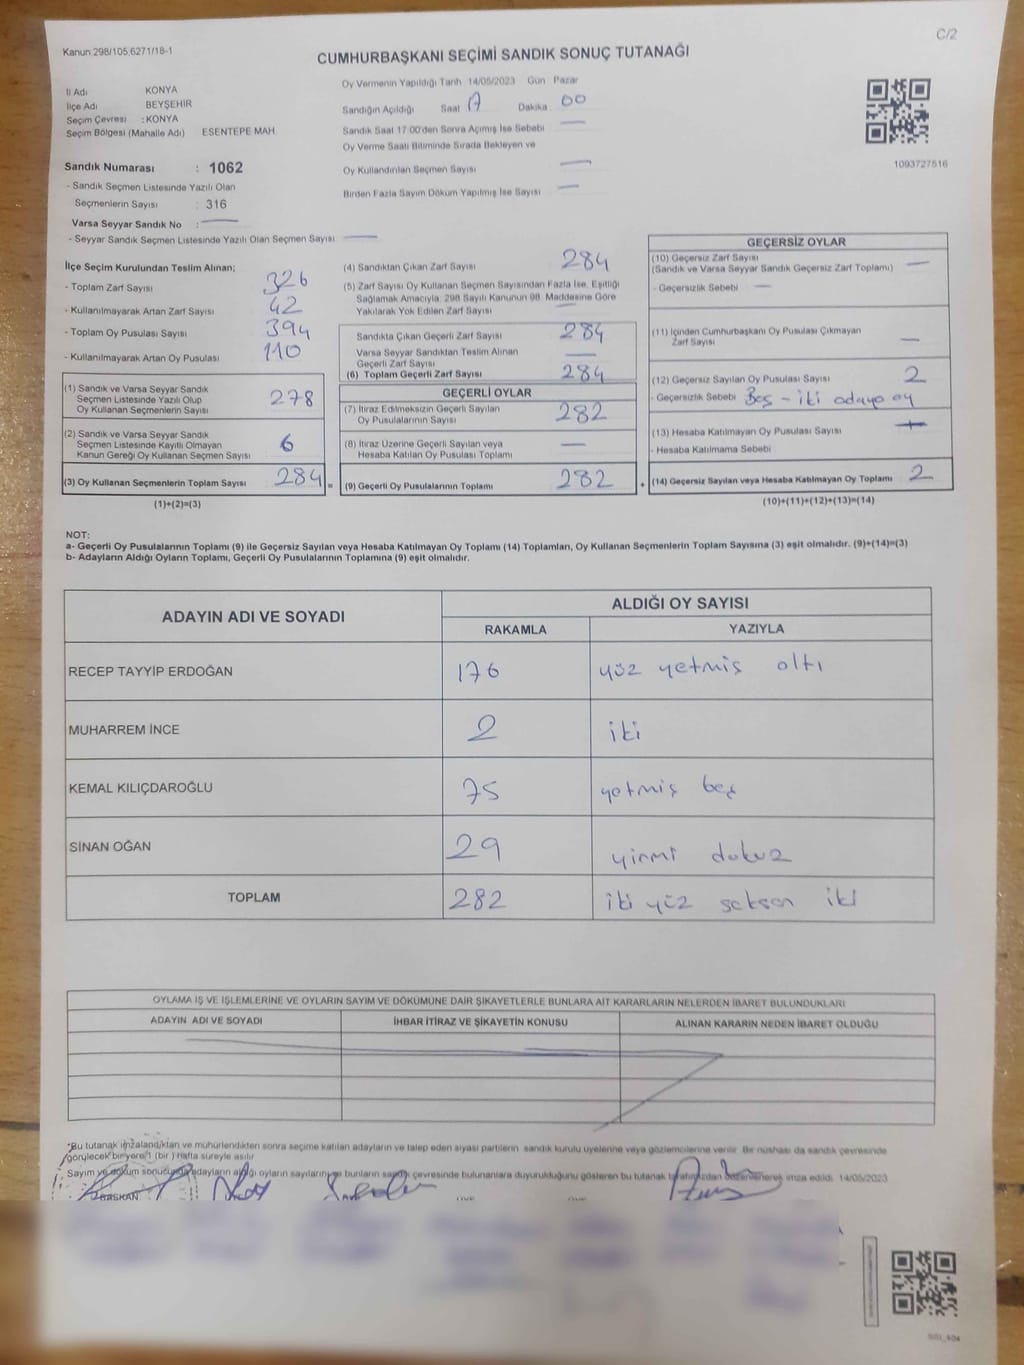 C/2
Kanun 298/105,6271/18-1
CUMHURBAŞKANI SEÇİMİ SANDIK SONUÇ TUTANAĞI
İl Adı KONYA
İlçe Adı BEYŞEHİR
Seçim Çevresi : KONYA
Seçim Bölgesi (Mahalle Adı) ESENTEPE MAH.
Oy Vermenin Yapıldığı Tarih 14/05/2023 Gün Pazar
Sandığın Açıldığı Saat 17 Dakika 00
Sandık Saat 17:00'den Sonra Açımış İse Sebebi —
Oy Verme Saati Bitiminde Sırada Bekleyen ve
Oy Kullandırılan Seçmen Sayısı —
Birden Fazla Sayım Döküm Yapılmış İse Sayısı —
1093727516
Sandık Numarası : 1062
- Sandık Seçmen Listesinde Yazılı Olan
Seçmenlerin Sayısı : 316
Varsa Seyyar Sandık No : —
- Seyyar Sandık Seçmen Listesinde Yazılı Olan Seçmen Sayısı: —
İlçe Seçim Kurulundan Teslim Alınan;
- Toplam Zarf Sayısı 326
- Kullanılmayarak Artan Zarf Sayısı 42
- Toplam Oy Pusulası Sayısı 394
- Kullanılmayarak Artan Oy Pusulası 110
(1) Sandık ve Varsa Seyyar Sandık
Seçmen Listesinde Yazılı Olup
Oy Kullanan Seçmenlerin Sayısı 278
(2) Sandık ve Varsa Seyyar Sandık
Seçmen Listesinde Kayıtlı Olmayan
Kanun Gereği Oy Kullanan Seçmen Sayısı 6
(3) Oy Kullanan Seçmenlerin Toplam Sayısı 284 =
(1)+(2)=(3)
(4) Sandıktan Çıkan Zarf Sayısı 284
(5) Zarf Sayısı Oy Kullanan Seçmen Sayısından Fazla İse, Eşitliği
Sağlamak Amacıyla, 298 Sayılı Kanunun 98. Maddesine Göre
Yakılarak Yok Edilen Zarf Sayısı —
Sandıkta Çıkan Geçerli Zarf Sayısı 284
Varsa Seyyar Sandıktan Teslim Alınan
Geçerli Zarf Sayısı —
(6) Toplam Geçerli Zarf Sayısı 284
GEÇERLİ OYLAR
(7) İtiraz Edilmeksizin Geçerli Sayılan
Oy Pusulalarının Sayısı 282
(8) İtiraz Üzerine Geçerli Sayılan veya
Hesaba Katılan Oy Pusulası Toplamı —
(9) Geçerli Oy Pusulalarının Toplamı 282 +
GEÇERSİZ OYLAR
(10) Geçersiz Zarf Sayısı —
(Sandık ve Varsa Seyyar Sandık Geçersiz Zarf Toplamı)
- Geçersizlik Sebebi —
(11) İçinden Cumhurbaşkanı Oy Pusulası Çıkmayan
Zarf Sayısı —
(12) Geçersiz Sayılan Oy Pusulası Sayısı 2
- Geçersizlik Sebebi Boş - iki adaya oy
(13) Hesaba Katılmayan Oy Pusulası Sayısı
- Hesaba Katılmama Sebebi
(14) Geçersiz Sayılan veya Hesaba Katılmayan Oy Toplamı 2
(10)+(11)+(12)+(13)=(14)
NOT:
a- Geçerli Oy Pusulalarının Toplamı (9) ile Geçersiz Sayılan veya Hesaba Katılmayan Oy Toplamı (14) Toplamları, Oy Kullanan Seçmenlerin Toplam Sayısına (3) eşit olmalıdır. (9)+(14)=(3)
b- Adayların Aldığı Oyların Toplamı, Geçerli Oy Pusulalarının Toplamına (9) eşit olmalıdır.
ADAYIN ADI VE SOYADI ALDIĞI OY SAYISI
RAKAMLA YAZIYLA
RECEP TAYYİP ERDOĞAN 176 yüz yetmiş altı
MUHARREM İNCE 2 iki
KEMAL KILIÇDAROĞLU 75 yetmiş beş
SİNAN OĞAN 29 yirmi dokuz
TOPLAM 282 iki yüz seksen iki
OYLAMA İŞ VE İŞLEMLERİNE VE OYLARIN SAYIM VE DÖKÜMÜNE DAİR ŞİKAYETLERLE BUNLARA AİT KARARLARIN NELERDEN İBARET BULUNDUKLARI
ADAYIN ADI VE SOYADI İHBAR İTİRAZ VE ŞİKAYETİN KONUSU ALINAN KARARIN NEDEN İBARET OLDUĞU
*Bu tutanak imzalandıktan ve mühürlendikten sonra seçime katılan adayların ve talep eden siyasi partilerin sandık kurulu üyelerine veya gözlemcilerine verilir. Bir nüshası da sandık çevresinde
görülecek bir yere 1 (bir) hafta süreyle asılır.
Sayım ve döküm sonucunda adayların aldığı oyların sayılarını ve bunların sandık çevresinde bulunanlara duyurulduğunu gösteren bu tutanak tarafımızdan düzenlenerek imza edildi. 14/05/2023
BAŞKAN